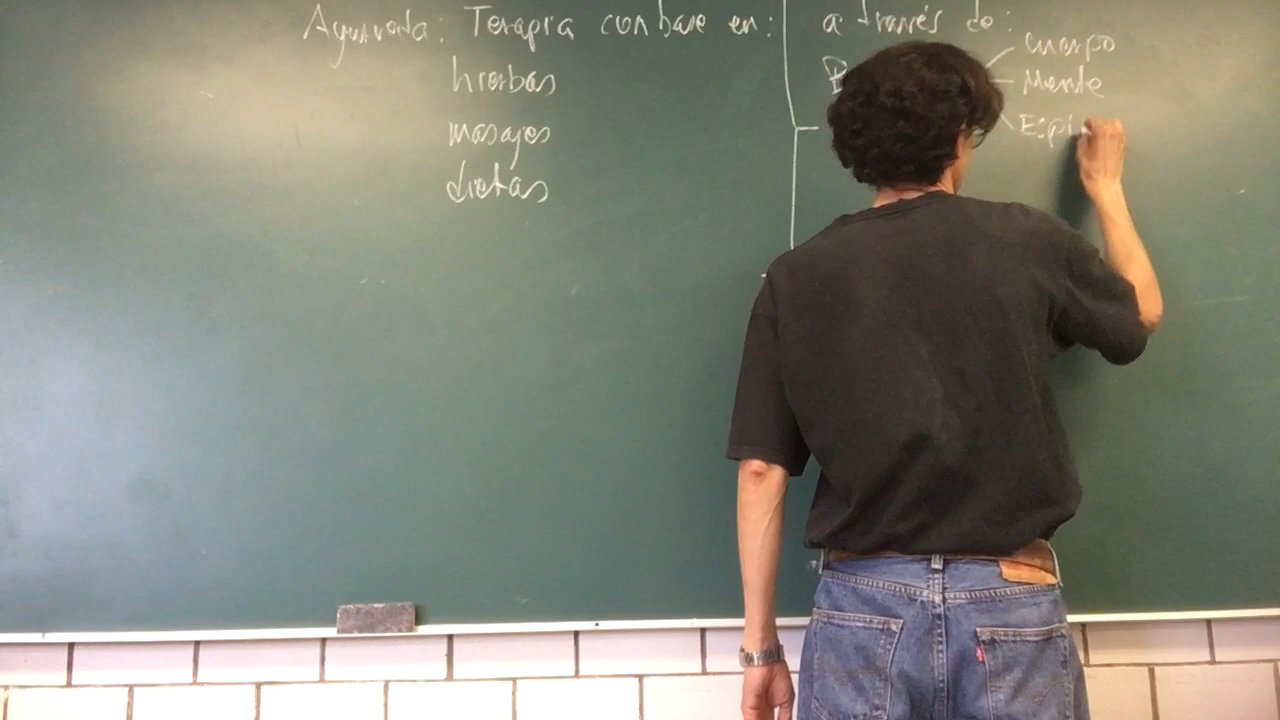 Ayurveda: Terapia con base en:
hierbas
masajes
dietas
a través de:
Cuerpo
Mente